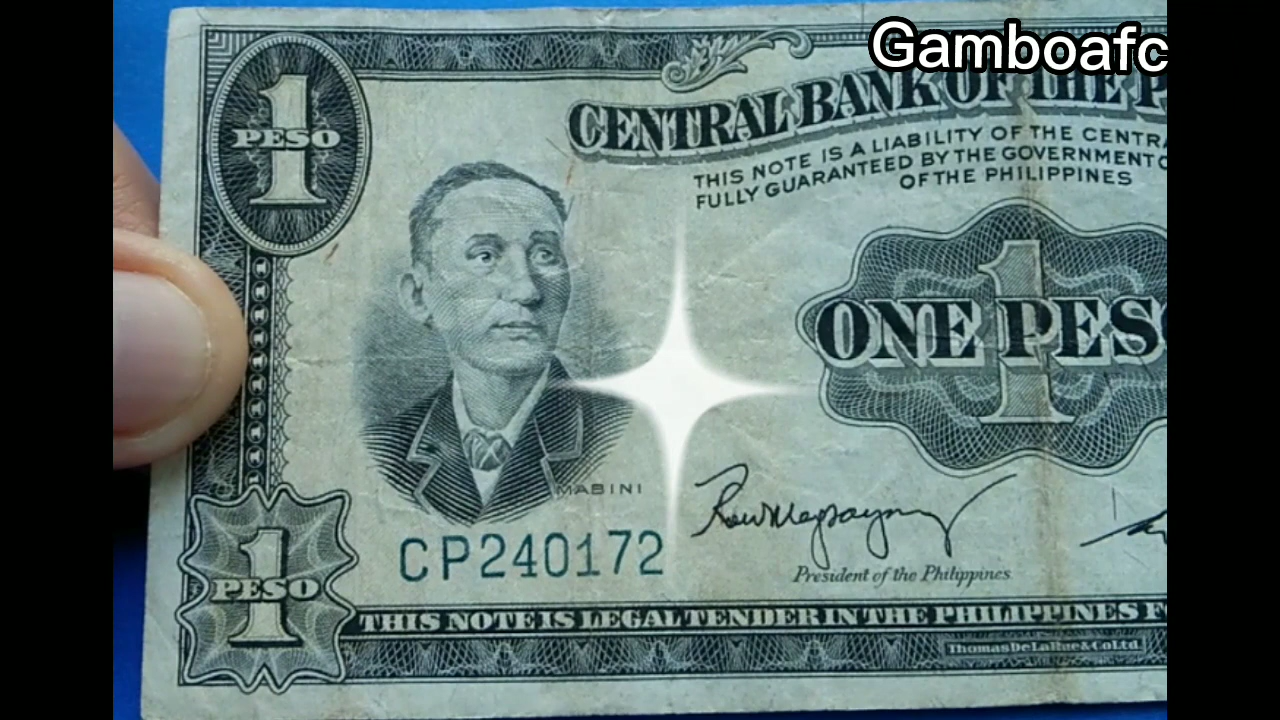 Gamboafc
1
PESO
CENTRAL BANK OF THE P
THIS NOTE IS A LIABILITY OF THE CENTRA
FULLY GUARANTEED BY THE GOVERNMENT O
OF THE PHILIPPINES
1
ONE PESO
MABINI
CP240172
President of the Philippines
1
PESO
THIS NOTE IS LEGAL TENDER IN THE PHILIPPINES F
Thomas De La Rue & Co Ltd.